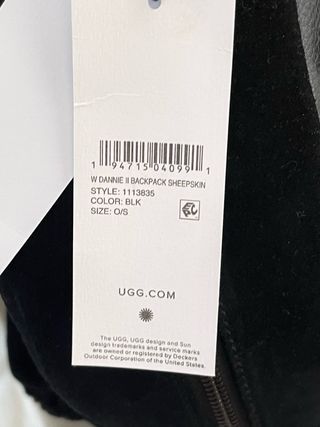 1 94715 04099 1
W DANNIE II BACKPACK SHEEPSKIN
STYLE: 1113835
COLOR: BLK
SIZE: O/S
UGG.COM
The UGG, UGG design and Sun
design trademarks and service marks
are owned or registered by Deckers
Outdoor Corporation of the United States.